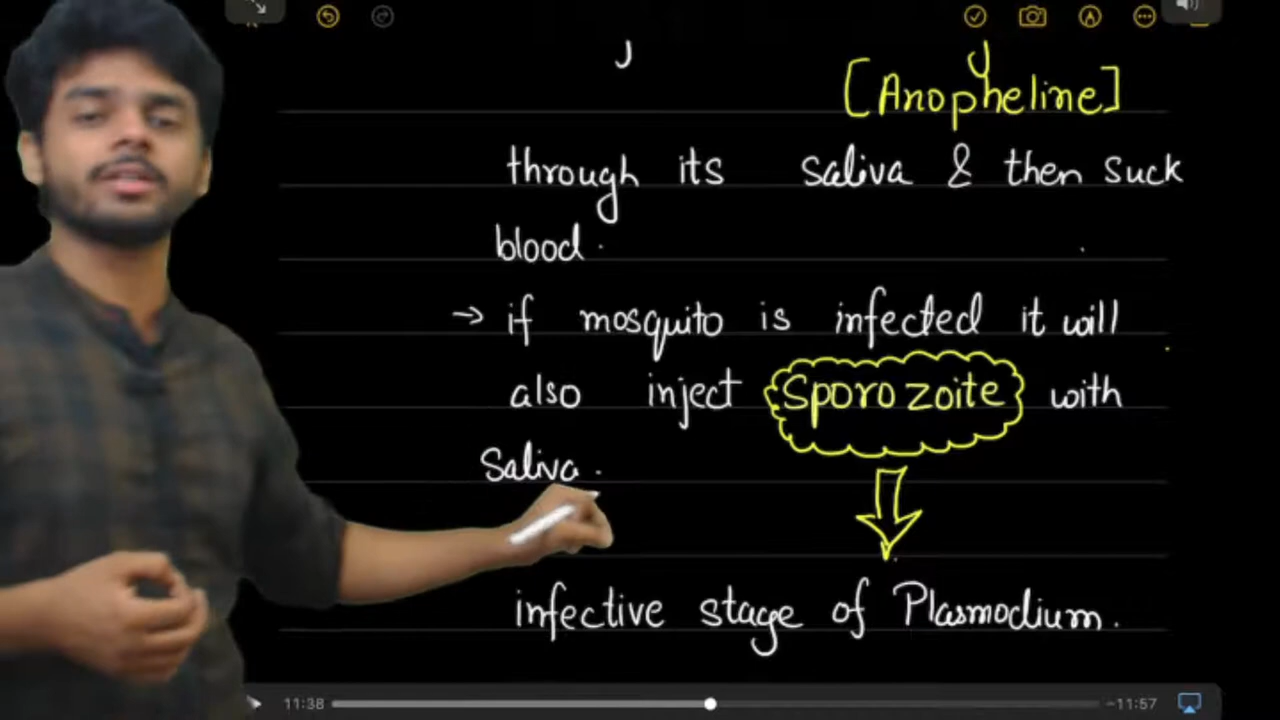 [Anopheline]
through its saliva & then suck
blood.
→ if mosquito is infected it will
also inject Sporozoite with
Saliva.
infective stage of Plasmodium.
11:38 -11:57